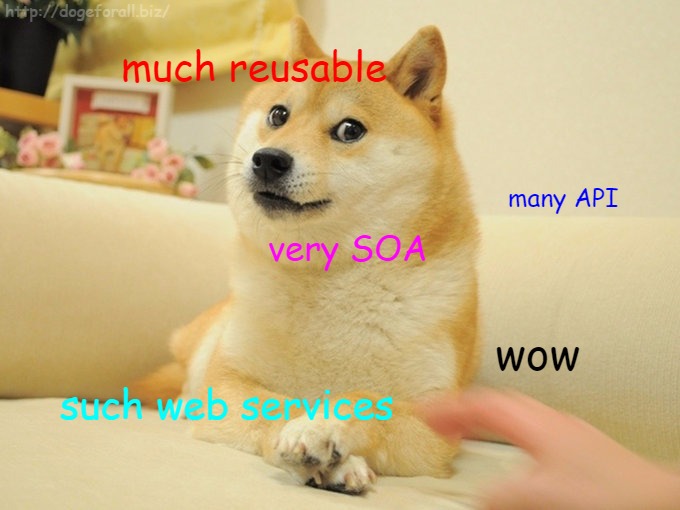 http://dogeforall.biz/
much reusable
many API
very SOA
wow
such web services